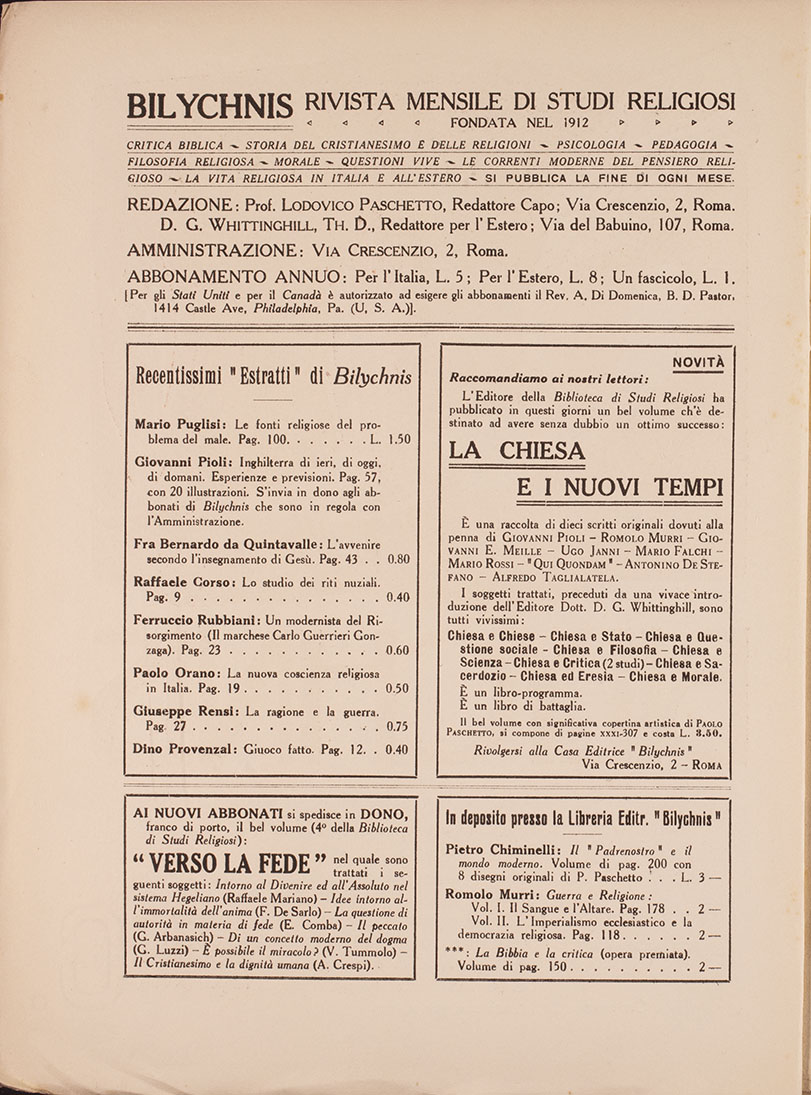 BILYCHNIS RIVISTA MENSILE DI STUDI RELIGIOSI
FONDATA NEL 1912
CRITICA BIBLICA ~ STORIA DEL CRISTIANESIMO E DELLE RELIGIONI ~ PSICOLOGIA ~ PEDAGOGIA ~
FILOSOFIA RELIGIOSA ~ MORALE ~ QUESTIONI VIVE ~ LE CORRENTI MODERNE DEL PENSIERO RELI-
GIOSO ~ LA VITA RELIGIOSA IN ITALIA E ALL'ESTERO ~ SI PUBBLICA LA FINE DI OGNI MESE.
REDAZIONE: Prof. LODOVICO PASCHETTO, Redattore Capo; Via Crescenzio, 2, Roma.
D. G. WHITTINGHILL, TH. D., Redattore per l'Estero; Via del Babuino, 107, Roma.
AMMINISTRAZIONE: VIA CRESCENZIO, 2, Roma.
ABBONAMENTO ANNUO: Per l'Italia, L. 5; Per l'Estero, L. 8; Un fascicolo, L. 1.
[Per gli Stati Uniti e per il Canadà è autorizzato ad esigere gli abbonamenti il Rev. A. Di Domenica, B. D. Pastor,
1414 Castle Ave, Philadelphia, Pa. (U. S. A.)].
Recentissimi "Estratti" di Bilychnis
Mario Puglisi: Le fonti religiose del pro-
blema del male. Pag. 100. . . . . . . L. 1.50
Giovanni Pioli: Inghilterra di ieri, di oggi,
di domani. Esperienze e previsioni. Pag. 57,
con 20 illustrazioni. S'invia in dono agli ab-
bonati di Bilychnis che sono in regola con
l'Amministrazione.
Fra Bernardo da Quintavalle: L'avvenire
secondo l'insegnamento di Gesù. Pag. 43 . . 0.80
Raffaele Corso: Lo studio dei riti nuziali.
Pag. 9 . . . . . . . . . . . . . . . 0.40
Ferruccio Rubbiani: Un modernista del Ri-
sorgimento (Il marchese Carlo Guerrieri Gon-
zaga). Pag. 23 . . . . . . . . . . . . 0.60
Paolo Orano: La nuova coscienza religiosa
in Italia. Pag. 19 . . . . . . . . . . . 0.50
Giuseppe Rensi: La ragione e la guerra.
Pag. 27 . . . . . . . . . . . . . . . 0.75
Dino Provenzal: Giuoco fatto. Pag. 12. . 0.40
NOVITÀ
Raccomandiamo ai nostri lettori:
L'Editore della Biblioteca di Studi Religiosi ha
pubblicato in questi giorni un bel volume ch'è de-
stinato ad avere senza dubbio un ottimo successo:
LA CHIESA
E I NUOVI TEMPI
È una raccolta di dieci scritti originali dovuti alla
penna di GIOVANNI PIOLI – ROMOLO MURRI – GIO-
VANNI E. MEILLE – UGO JANNI – MARIO FALCHI –
MARIO ROSSI – "QUI QUONDAM" – ANTONINO DE STE-
FANO – ALFREDO TAGLIALATELA.
I soggetti trattati, preceduti da una vivace intro-
duzione dell'Editore Dott. D. G. Whittinghill, sono
tutti vivissimi:
Chiesa e Chiese – Chiesa e Stato – Chiesa e Que-
stione sociale – Chiesa e Filosofia – Chiesa e
Scienza – Chiesa e Critica (2 studi) – Chiesa e Sa-
cerdozio – Chiesa ed Eresia – Chiesa e Morale.
È un libro-programma.
È un libro di battaglia.
Il bel volume con significativa copertina artistica di PAOLO
PASCHETTO, si compone di pagine XXXI-307 e costa L. 3.50.
Rivolgersi alla Casa Editrice "Bilychnis"
Via Crescenzio, 2 – ROMA
AI NUOVI ABBONATI si spedisce in DONO,
franco di porto, il bel volume (4º della Biblioteca
di Studi Religiosi):
"VERSO LA FEDE" nel quale sono
trattati i se-
guenti soggetti: Intorno al Divenire ed all'Assoluto nel
sistema Hegeliano (Raffaele Mariano) – Idee intorno al-
l'immortalità dell'anima (F. De Sarlo) – La questione di
autorità in materia di fede (E. Comba) – Il peccato
(G. Arbanasich) – Di un concetto moderno del dogma
(G. Luzzi) – È possibile il miracolo? (V. Tummolo) –
Il Cristianesimo e la dignità umana (A. Crespi).
In deposito presso la Libreria Editr. "Bilychnis"
Pietro Chiminelli: Il "Padrenostro" e il
mondo moderno. Volume di pag. 200 con
8 disegni originali di P. Paschetto . . . L. 3 —
Romolo Murri: Guerra e Religione:
Vol. I. Il Sangue e l'Altare. Pag. 178 . . 2 —
Vol. II. L'Imperialismo ecclesiastico e la
democrazia religiosa. Pag. 118 . . . . . . 2 —
***: La Bibbia e la critica (opera premiata).
Volume di pag. 150 . . . . . . . . . . 2 —